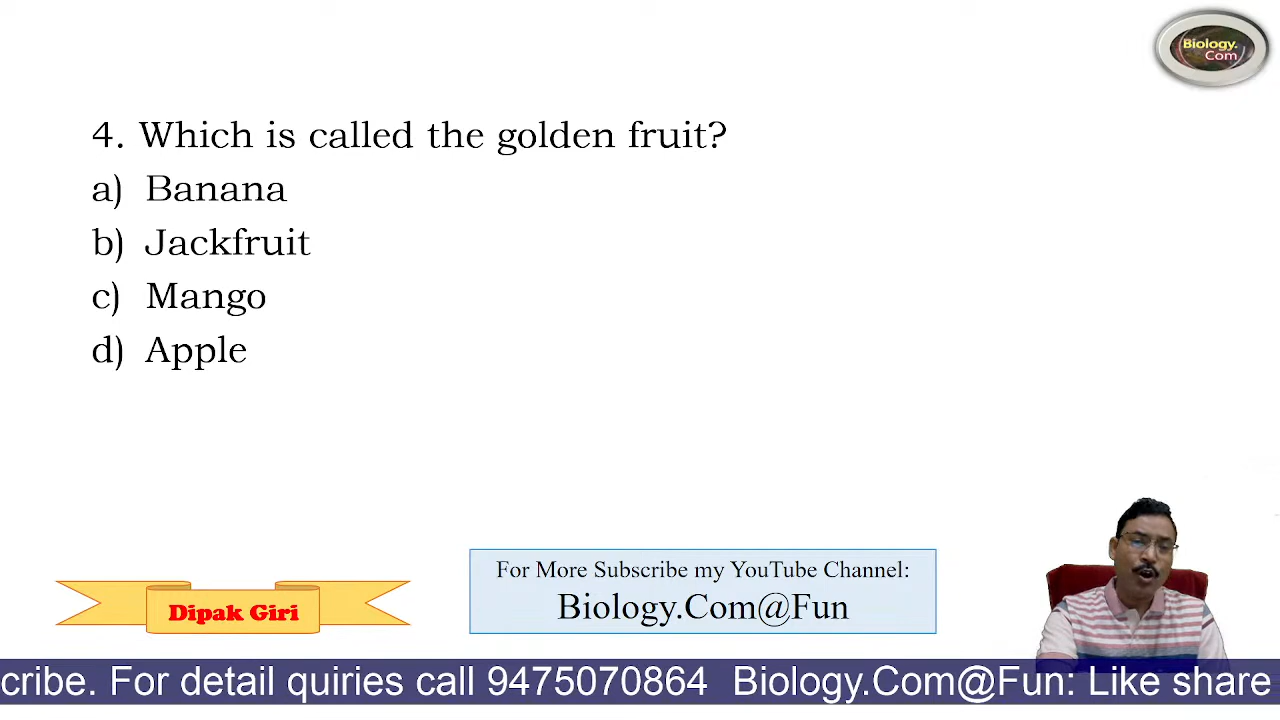 Biology.
Com
4. Which is called the golden fruit?
a) Banana
b) Jackfruit
c) Mango
d) Apple
For More Subscribe my YouTube Channel:
Biology.Com@Fun
Dipak Giri
cribe. For detail quiries call 9475070864 Biology.Com@Fun: Like share